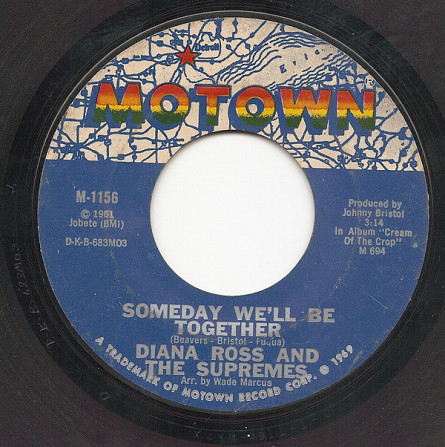 Detroit
MOTOWN
M-1156
© 1961
Jobete (BMI)
D-K-B-683M03
Produced by
Johnny Bristol
3:14
In Album "Cream
Of The Crop"
M 694
SOMEDAY WE'LL BE
TOGETHER
(Beavers - Bristol - Fuqua)
DIANA ROSS AND
THE SUPREMES
Arr. by Wade Marcus
A TRADEMARK OF MOTOWN RECORD CORP. © 1969